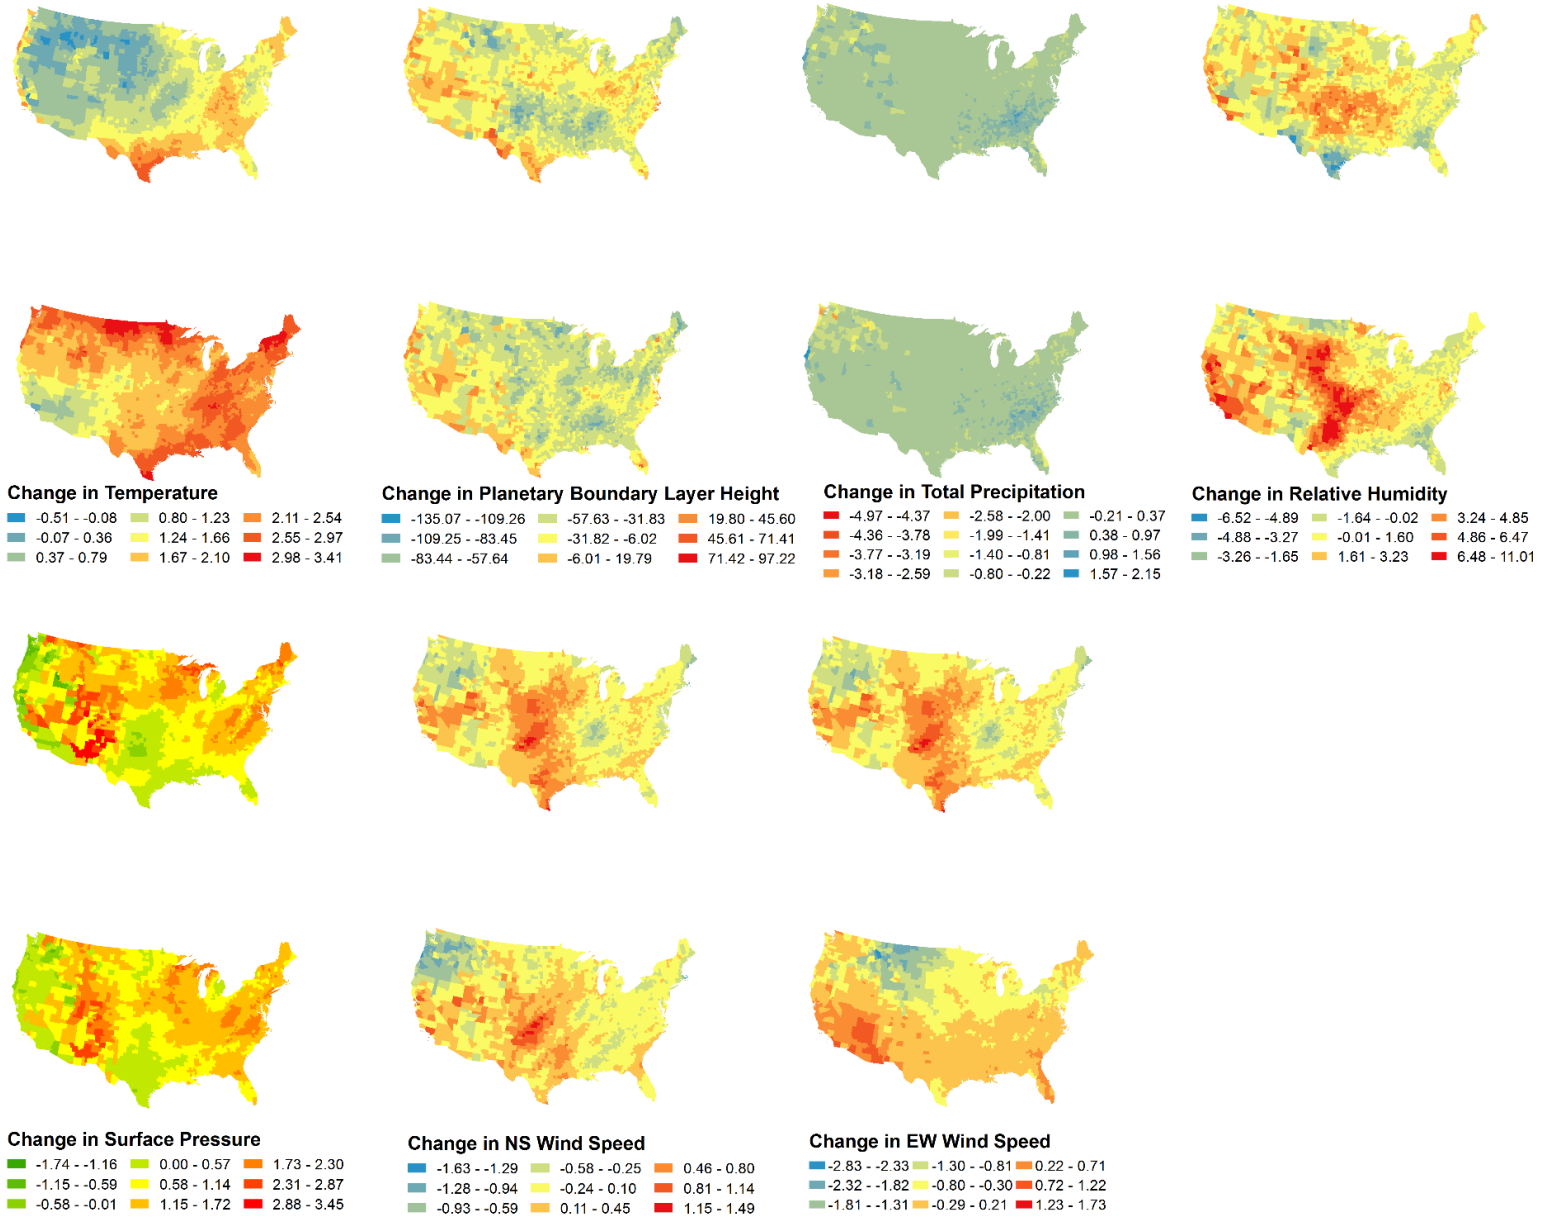 Change in Temperature
-0.51 - -0.08 0.80 - 1.23 2.11 - 2.54
-0.07 - 0.36 1.24 - 1.66 2.55 - 2.97
0.37 - 0.79 1.67 - 2.10 2.98 - 3.41
Change in Planetary Boundary Layer Height
-135.07 - -109.26 -57.63 - -31.83 19.80 - 45.60
-109.25 - -83.45 -31.82 - -6.02 45.61 - 71.41
-83.44 - -57.64 -6.01 - 19.79 71.42 - 97.22
Change in Total Precipitation
-4.97 - -4.37 -2.58 - -2.00 -0.21 - 0.37
-4.36 - -3.78 -1.99 - -1.41 0.38 - 0.97
-3.77 - -3.19 -1.40 - -0.81 0.98 - 1.56
-3.18 - -2.59 -0.80 - -0.22 1.57 - 2.15
Change in Relative Humidity
-6.52 - -4.89 -1.64 - -0.02 3.24 - 4.85
-4.88 - -3.27 -0.01 - 1.60 4.86 - 6.47
-3.26 - -1.65 1.61 - 3.23 6.48 - 11.01
Change in Surface Pressure
-1.74 - -1.16 0.00 - 0.57 1.73 - 2.30
-1.15 - -0.59 0.58 - 1.14 2.31 - 2.87
-0.58 - -0.01 1.15 - 1.72 2.88 - 3.45
Change in NS Wind Speed
-1.63 - -1.29 -0.58 - -0.25 0.46 - 0.80
-1.28 - -0.94 -0.24 - 0.10 0.81 - 1.14
-0.93 - -0.59 0.11 - 0.45 1.15 - 1.49
Change in EW Wind Speed
-2.83 - -2.33 -1.30 - -0.81 0.22 - 0.71
-2.32 - -1.82 -0.80 - -0.30 0.72 - 1.22
-1.81 - -1.31 -0.29 - 0.21 1.23 - 1.73